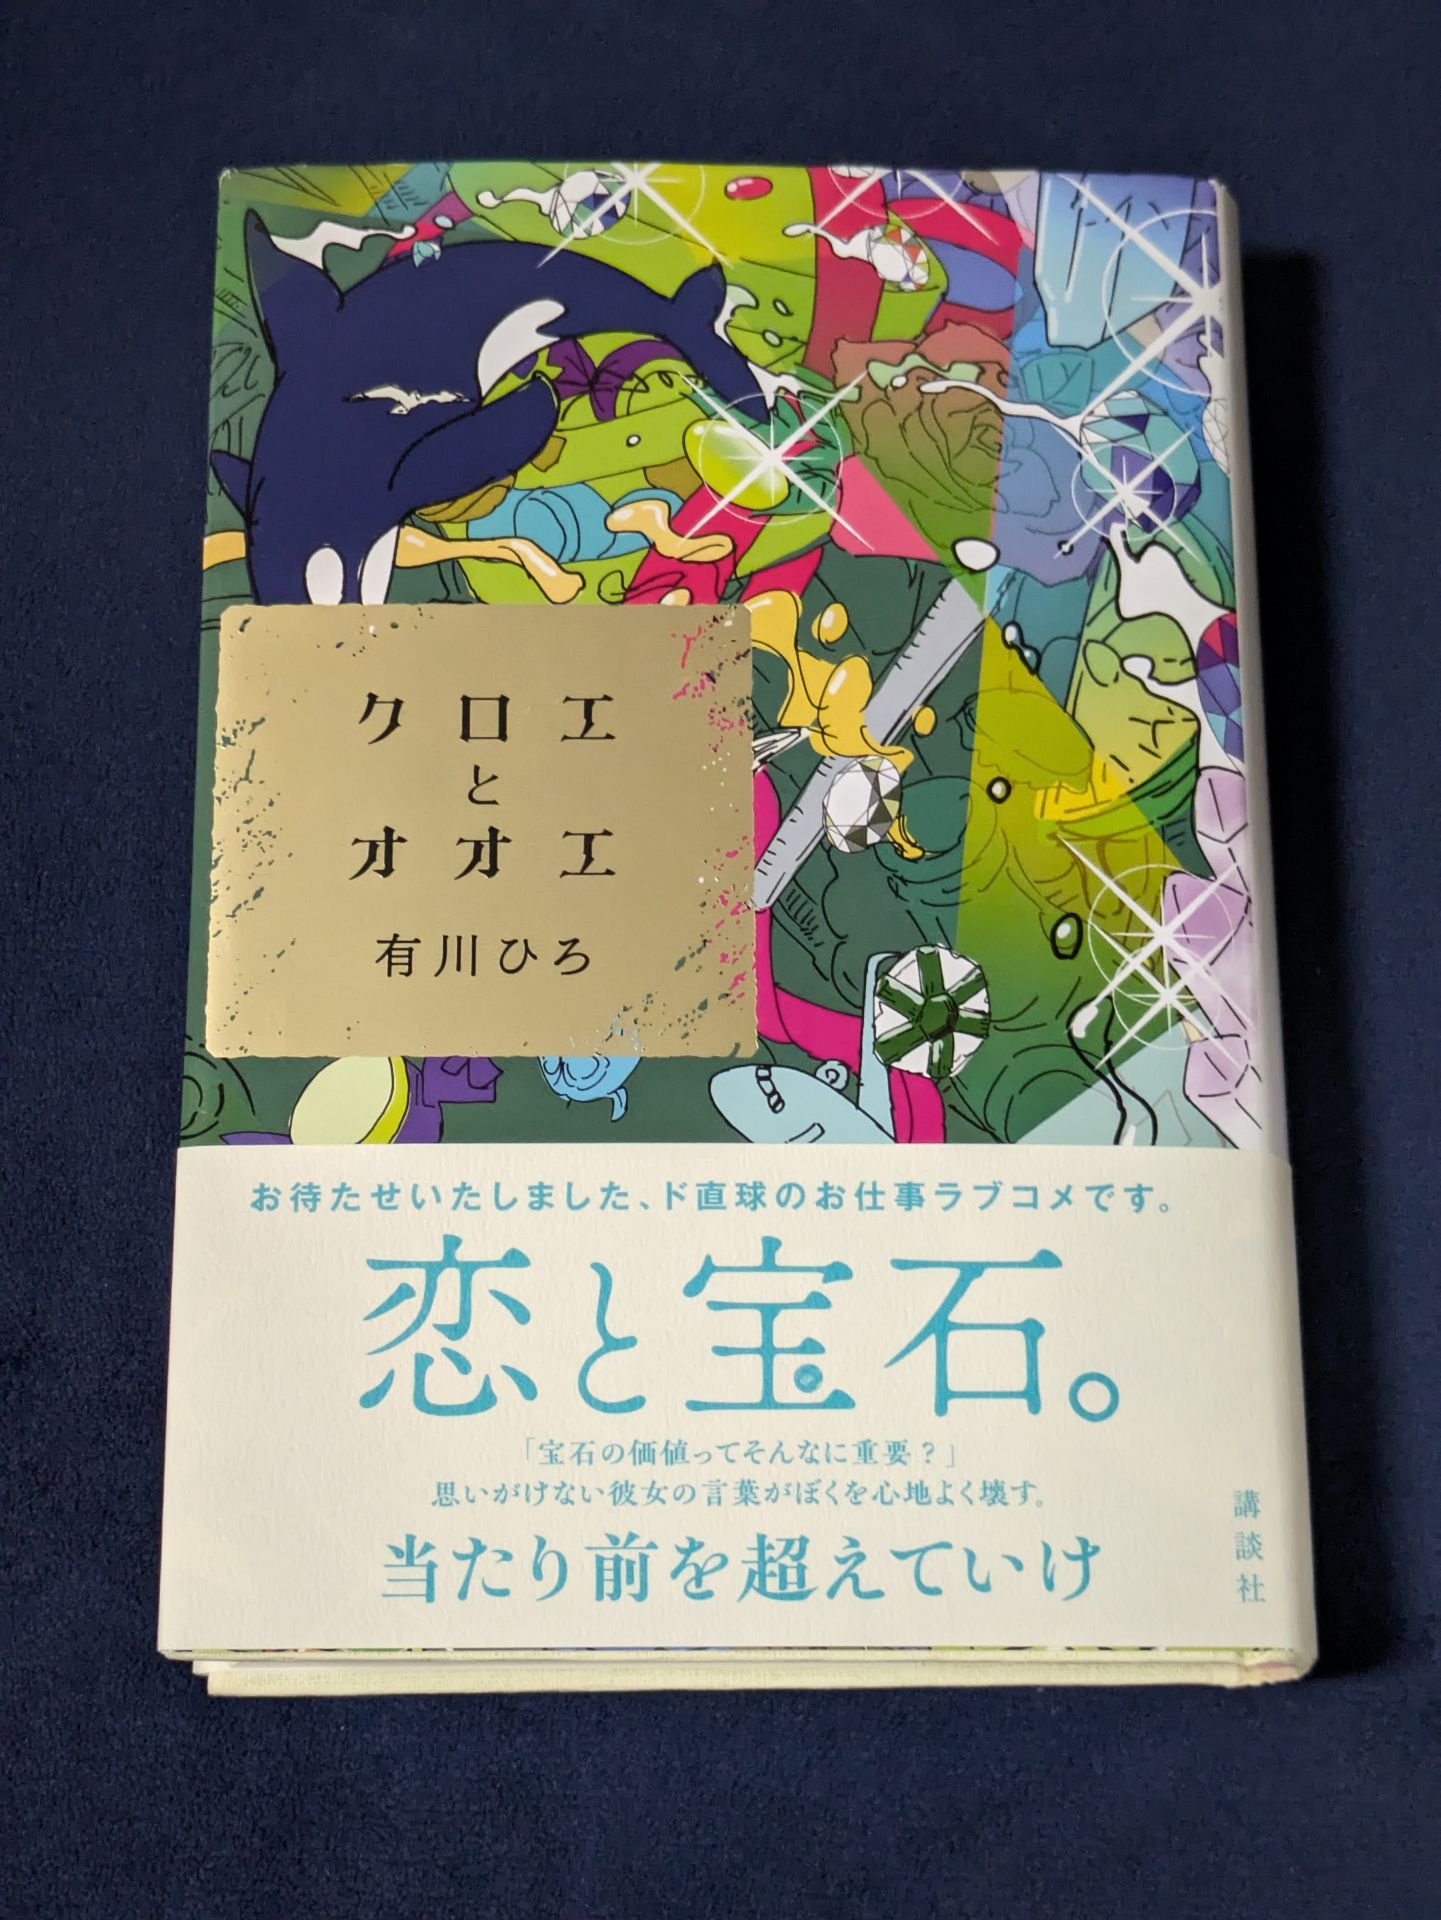 クロエ
と
オオエ
有川ひろ
お待たせいたしました、ド直球のお仕事ラブコメです。
恋と宝石。
「宝石の価値ってそんなに重要？」
思いがけない彼女の言葉がぼくを心地よく壊す。
当たり前を超えていけ
講談社